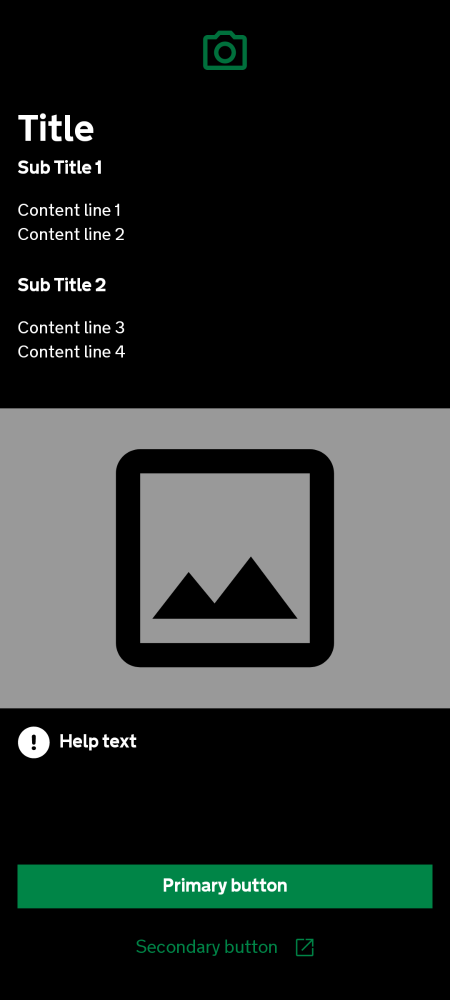 Title
Sub Title 1
Content line 1
Content line 2
Sub Title 2
Content line 3
Content line 4
Help text
Primary button
Secondary button